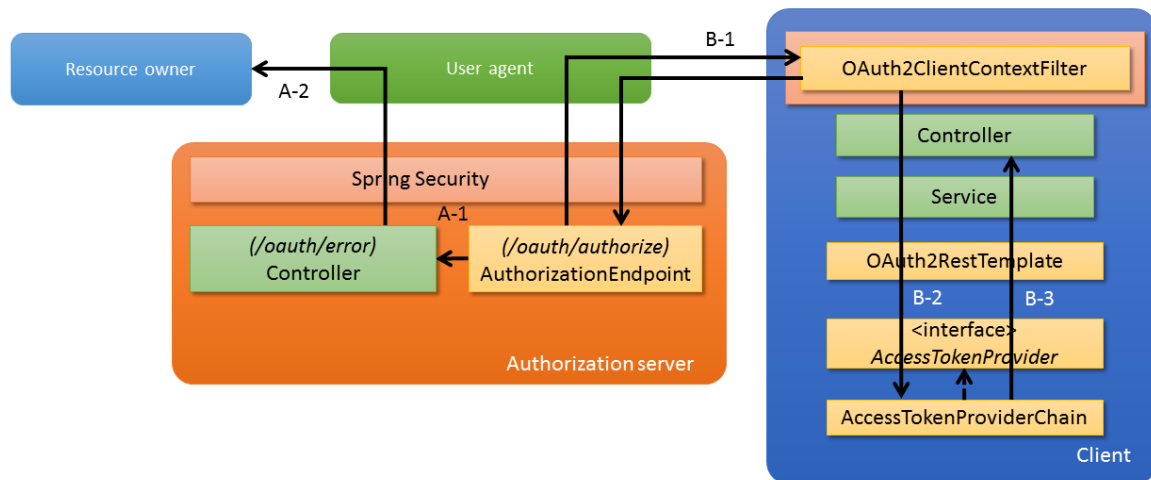 B-1
Resource owner
User agent
OAuth2ClientContextFilter
A-2
Controller
Spring Security
Service
A-1
(/oauth/error)
Controller
(/oauth/authorize)
AuthorizationEndpoint
OAuth2RestTemplate
B-2
B-3
<interface>
AccessTokenProvider
Authorization server
AccessTokenProviderChain
Client